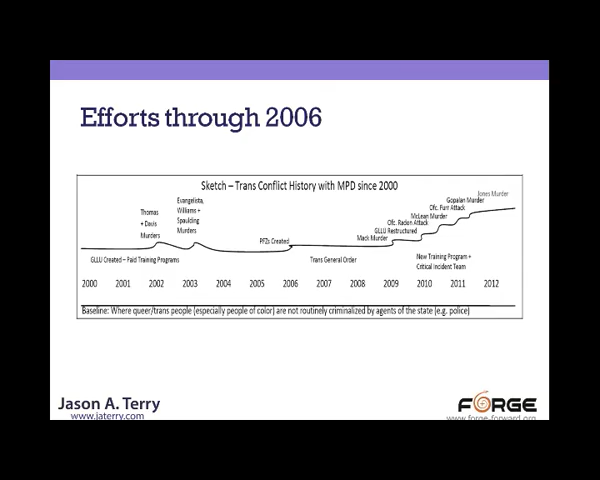 Efforts through 2006
Sketch – Trans Conflict History with MPD since 2000
Jones Murder
Evangelista,
Williams +
Spaulding
Murders
Gopalan Murder
Ofc. Furr Attack
Thomas
+ Davis
Murders
McLean Murder
Ofc. Radon Attack
GLLU Restructured
PFZs Created
Mack Murder
GLLU Created – Paid Training Programs
Trans General Order
New Training Program +
Critical Incident Team
2000 2001 2002 2003 2004 2005 2006 2007 2008 2009 2010 2011 2012
Baseline: Where queer/trans people (especially people of color) are not routinely criminalized by agents of the state (e.g. police)
Jason A. Terry
www.jaterry.com
FORGE
www.forge-forward.org